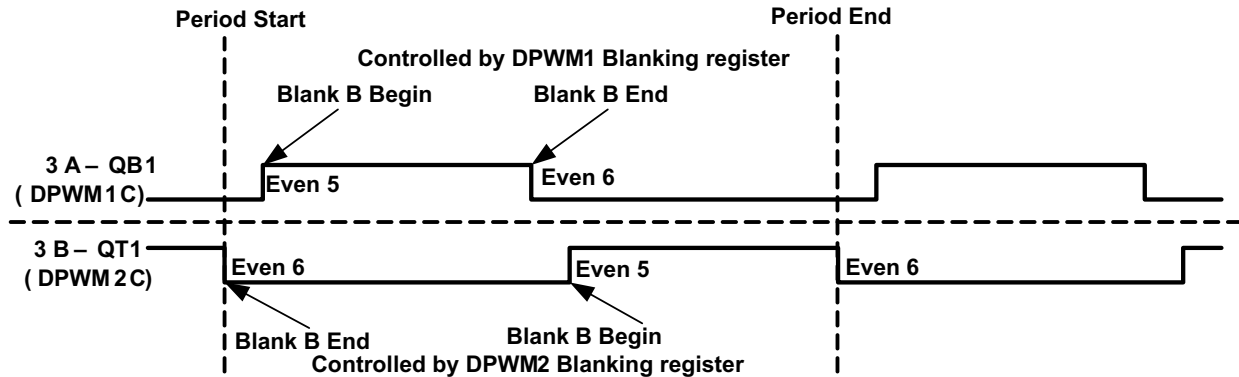 Period Start
Period End
Controlled by DPWM1 Blanking register
Blank B Begin
Blank B End
3 A – QB1
( DPWM1C)
Even 5
Even 6
3 B – QT1
( DPWM2C)
Even 6
Even 5
Even 6
Blank B End
Blank B Begin
Controlled by DPWM2 Blanking register